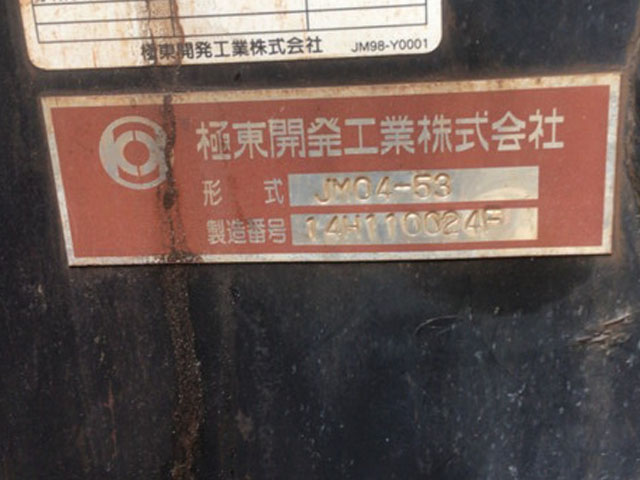 極東開発工業株式会社 JM98-Y0001
極東開発工業株式会社
形 式 JM04-53
製造番号 14H110024F